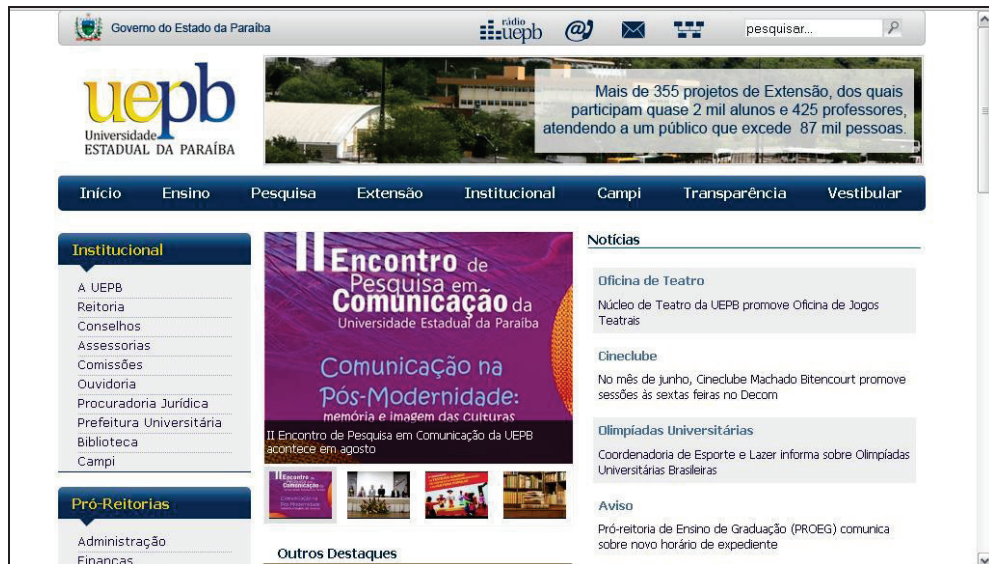 Governo do Estado da Paraíba
rádio
uepb
pesquisar...
uepb
Universidade
ESTADUAL DA PARAÍBA
Mais de 355 projetos de Extensão, dos quais
participam quase 2 mil alunos e 425 professores,
atendendo a um público que excede 87 mil pessoas.
Início Ensino Pesquisa Extensão Institucional Campi Transparência Vestibular
Institucional
A UEPB
Reitoria
Conselhos
Assessorias
Comissões
Ouvidoria
Procuradoria Jurídica
Prefeitura Universitária
Biblioteca
Campi
Pró-Reitorias
Administração
Finanças
II Encontro de
Pesquisa em
Comunicação da
Universidade Estadual da Paraíba
Comunicação na
Pós-Modernidade:
memória e imagem das culturas
II Encontro de Pesquisa em Comunicação da UEPB
acontece em agosto
Outros Destaques
Notícias
Oficina de Teatro
Núcleo de Teatro da UEPB promove Oficina de Jogos
Teatrais
Cineclube
No mês de junho, Cineclube Machado Bitencourt promove
sessões às sextas feiras no Decom
Olimpíadas Universitárias
Coordenadoria de Esporte e Lazer informa sobre Olimpíadas
Universitárias Brasileiras
Aviso
Pró-reitoria de Ensino de Graduação (PROEG) comunica
sobre novo horário de expediente